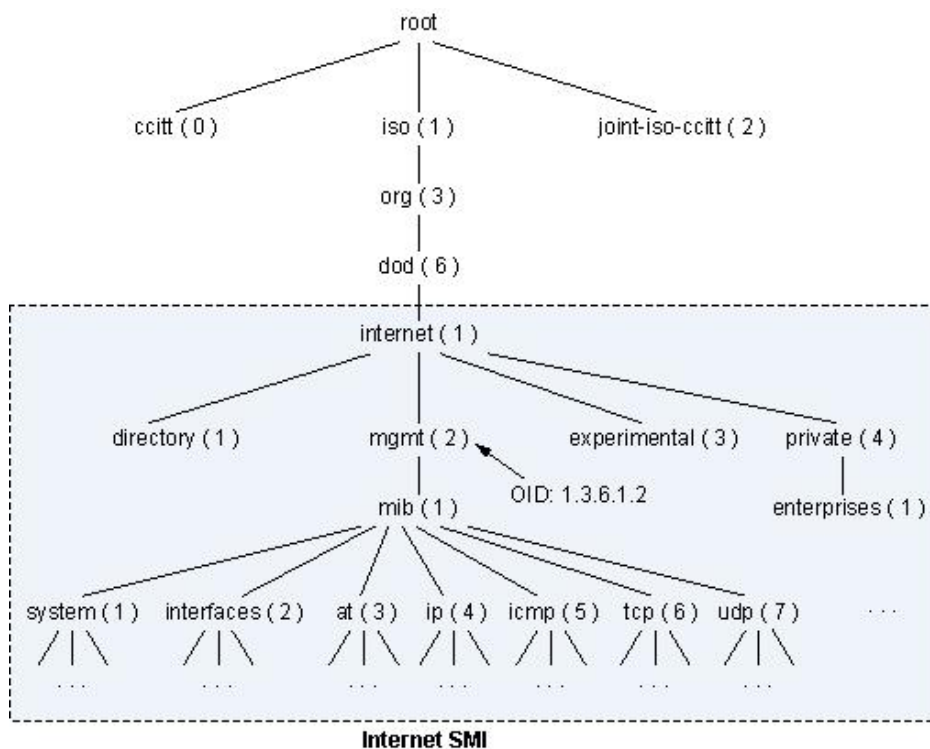 root
ccitt ( 0 ) iso ( 1 ) joint-iso-ccitt ( 2 )
org ( 3 )
dod ( 6 )
internet ( 1 )
directory ( 1 ) mgmt ( 2 ) experimental ( 3 ) private ( 4 )
OID: 1.3.6.1.2
mib ( 1 ) enterprises ( 1 )
system ( 1 ) interfaces ( 2 ) at ( 3 ) ip ( 4 ) icmp ( 5 ) tcp ( 6 ) udp ( 7 ) . . .
. . . . . . . . . . . . . . . . . . . . .
Internet SMI